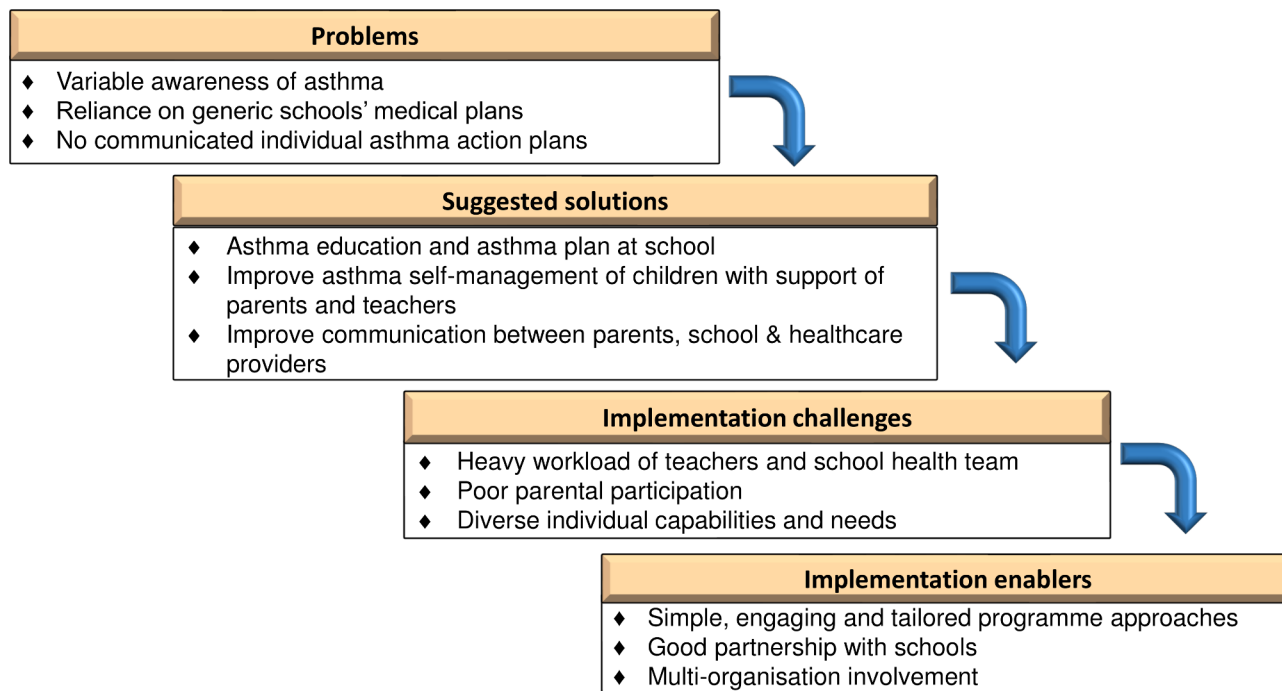 Problems
♦ Variable awareness of asthma
♦ Reliance on generic schools’ medical plans
♦ No communicated individual asthma action plans
Suggested solutions
♦ Asthma education and asthma plan at school
♦ Improve asthma self-management of children with support of
parents and teachers
♦ Improve communication between parents, school & healthcare
providers
Implementation challenges
♦ Heavy workload of teachers and school health team
♦ Poor parental participation
♦ Diverse individual capabilities and needs
Implementation enablers
♦ Simple, engaging and tailored programme approaches
♦ Good partnership with schools
♦ Multi-organisation involvement